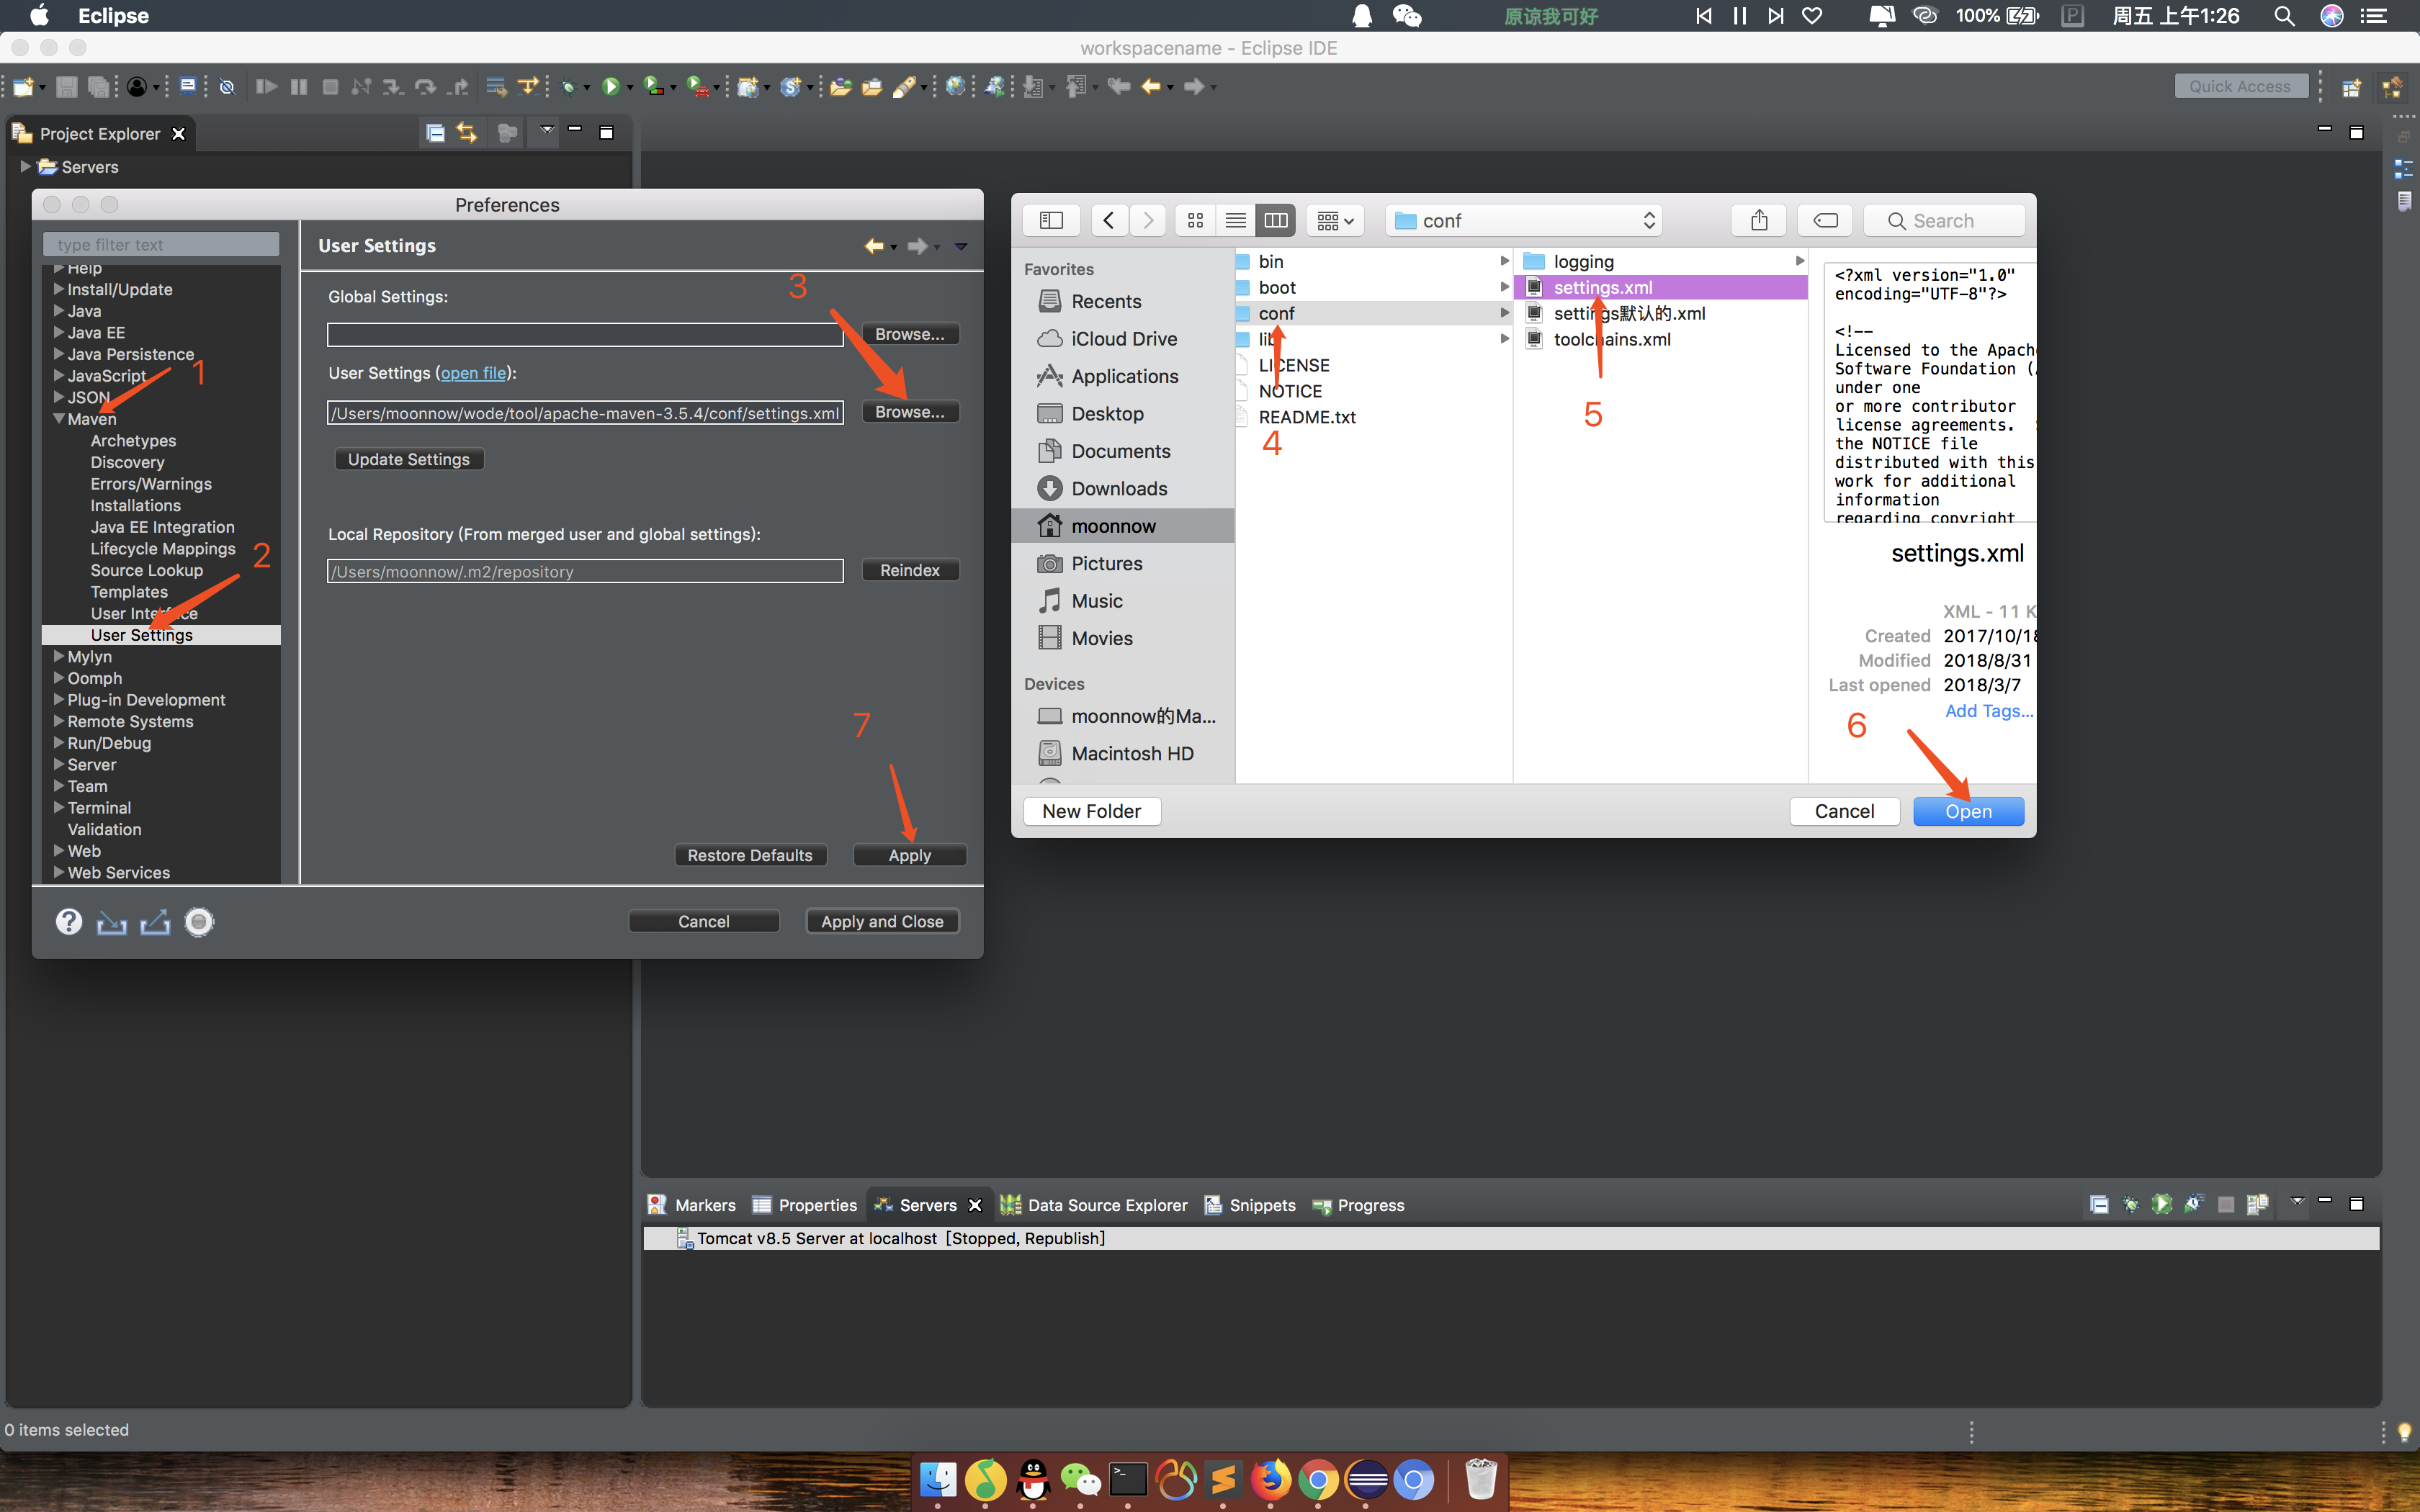 Eclipse
原谅我可好
100%
周五 上午1:26
workspacename - Eclipse IDE
Quick Access
Project Explorer
Servers
Preferences
type filter text
Help
Install/Update
Java
Java EE
Java Persistence
JavaScript
JSON
Maven
Archetypes
Discovery
Errors/Warnings
Installations
Java EE Integration
Lifecycle Mappings
Source Lookup
Templates
User Interface
User Settings
Mylyn
Oomph
Plug-in Development
Remote Systems
Run/Debug
Server
Team
Terminal
Validation
Web
Web Services
1
2
User Settings
3
Global Settings:
Browse...
User Settings (open file):
/Users/moonnow/wode/tool/apache-maven-3.5.4/conf/settings.xml
Browse...
Update Settings
Local Repository (From merged user and global settings):
/Users/moonnow/.m2/repository
Reindex
7
Restore Defaults
Apply
Cancel
Apply and Close
conf
Search
Favorites
Recents
iCloud Drive
Applications
Desktop
Documents
Downloads
moonnow
Pictures
Music
Movies
Devices
moonnow的Ma...
Macintosh HD
bin
boot
conf
lib
LICENSE
NOTICE
README.txt
4
logging
settings.xml
settings默认的.xml
toolchains.xml
5
<?xml version="1.0"
encoding="UTF-8"?>
<!--
Licensed to the Apach
Software Foundation (
under one
or more contributor
license agreements.
the NOTICE file
distributed with this
work for additional
information
regarding copyright
settings.xml
XML - 11 K
Created 2017/10/18
Modified 2018/8/31
Last opened 2018/3/7
Add Tags...
6
New Folder
Cancel
Open
Markers
Properties
Servers
Data Source Explorer
Snippets
Progress
Tomcat v8.5 Server at localhost [Stopped, Republish]
0 items selected